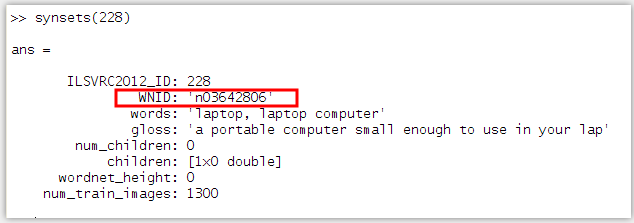 >> synsets(228)
ans =
ILSVRC2012_ID: 228
WNID: 'n03642806'
words: 'laptop, laptop computer'
gloss: 'a portable computer small enough to use in your lap'
num_children: 0
children: [1x0 double]
wordnet_height: 0
num_train_images: 1300